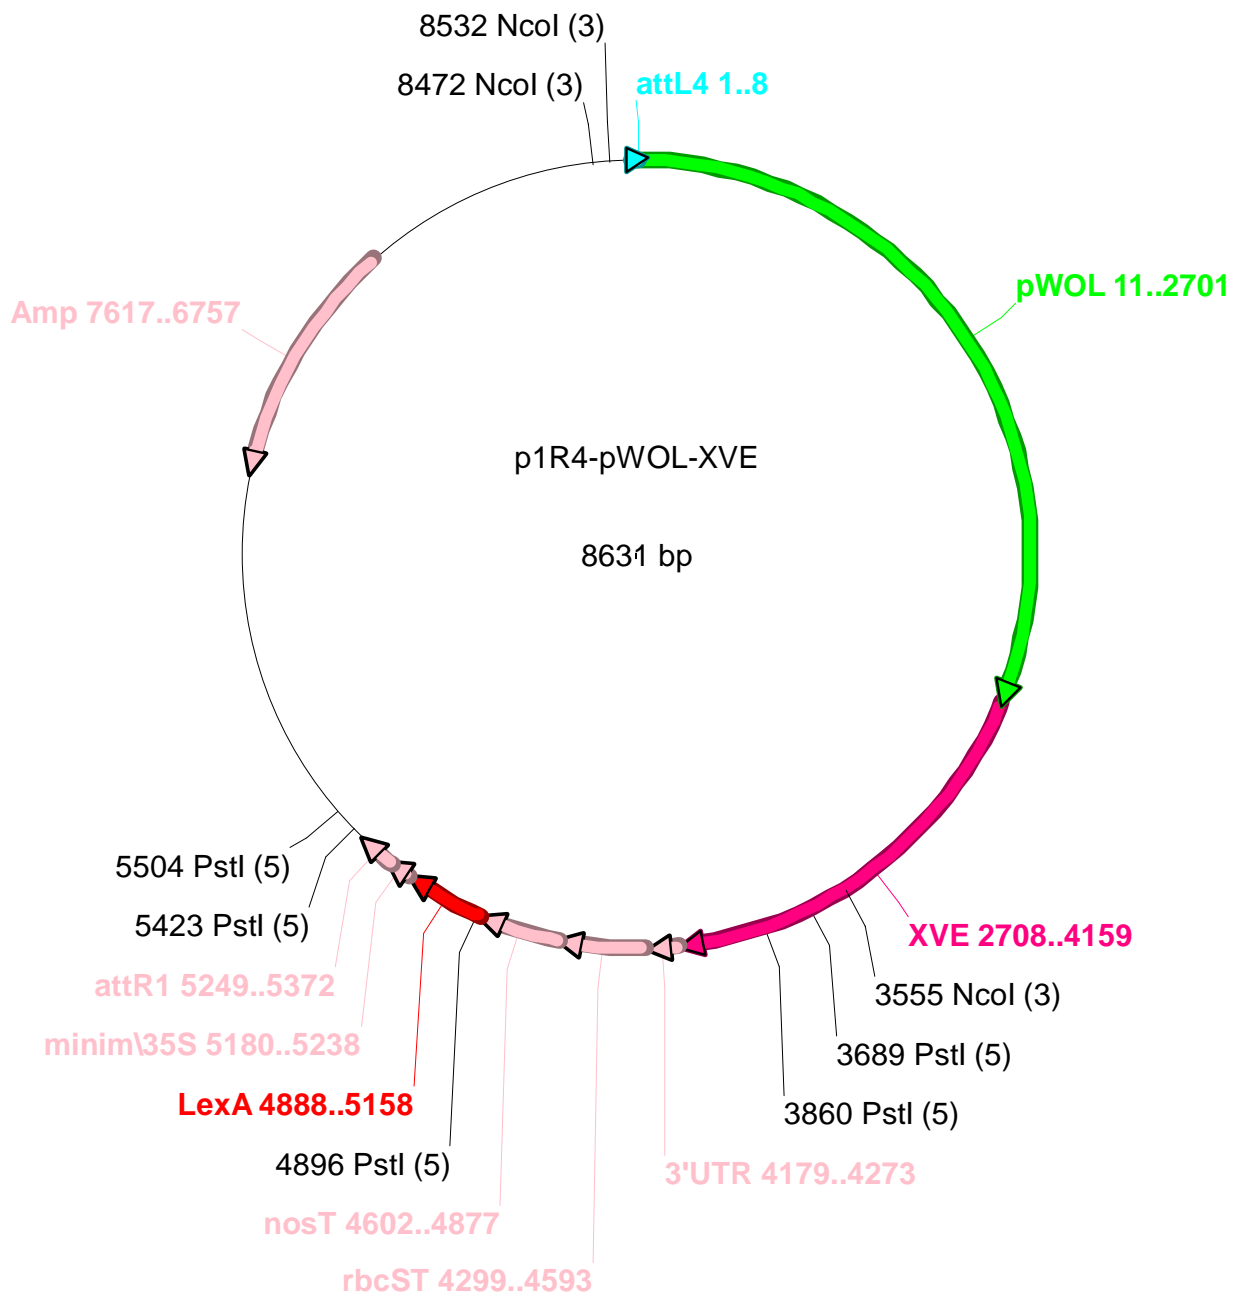 8532 NcoI (3)
8472 NcoI (3)
attL4 1..8
pWOL 11..2701
Amp 7617..6757
p1R4-pWOL-XVE
8631 bp
5504 PstI (5)
5423 PstI (5)
XVE 2708..4159
attR1 5249..5372
3555 NcoI (3)
minim\35S 5180..5238
3689 PstI (5)
LexA 4888..5158
3860 PstI (5)
4896 PstI (5)
3'UTR 4179..4273
nosT 4602..4877
rbcST 4299..4593